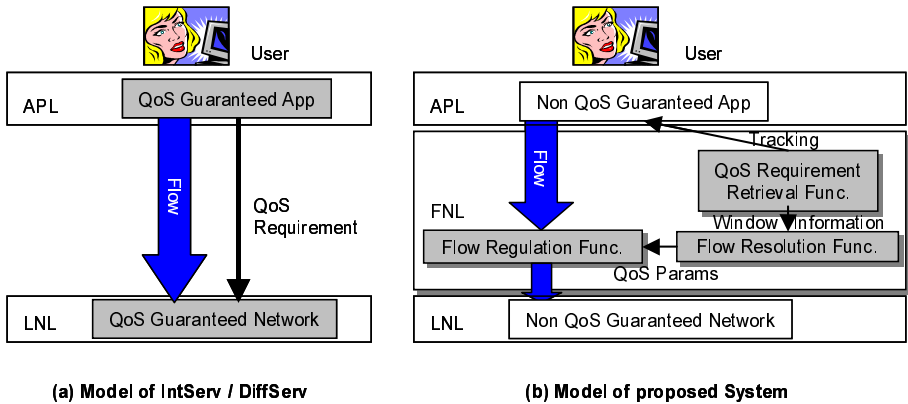 User
APL
QoS Guaranteed App
Flow
QoS
Requirement
LNL
QoS Guaranteed Network
(a) Model of IntServ / DiffServ
User
APL
Non QoS Guaranteed App
Tracking
Flow
QoS Requirement
Retrieval Func.
FNL
Window Information
Flow Regulation Func.
Flow Resolution Func.
QoS Params
LNL
Non QoS Guaranteed Network
(b) Model of proposed System